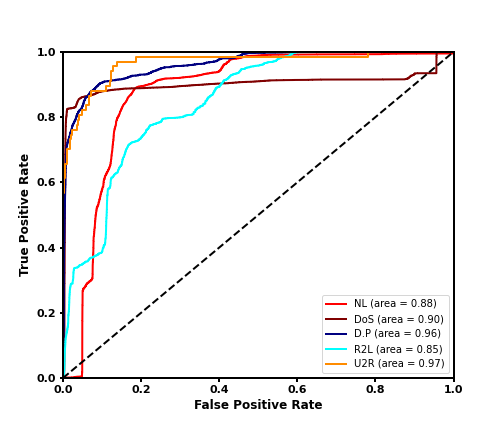 1.0
0.8
0.6
0.4
0.2
0.0
True Positive Rate
NL (area = 0.88)
DoS (area = 0.90)
D.P (area = 0.96)
R2L (area = 0.85)
U2R (area = 0.97)
0.0 0.2 0.4 0.6 0.8 1.0
False Positive Rate